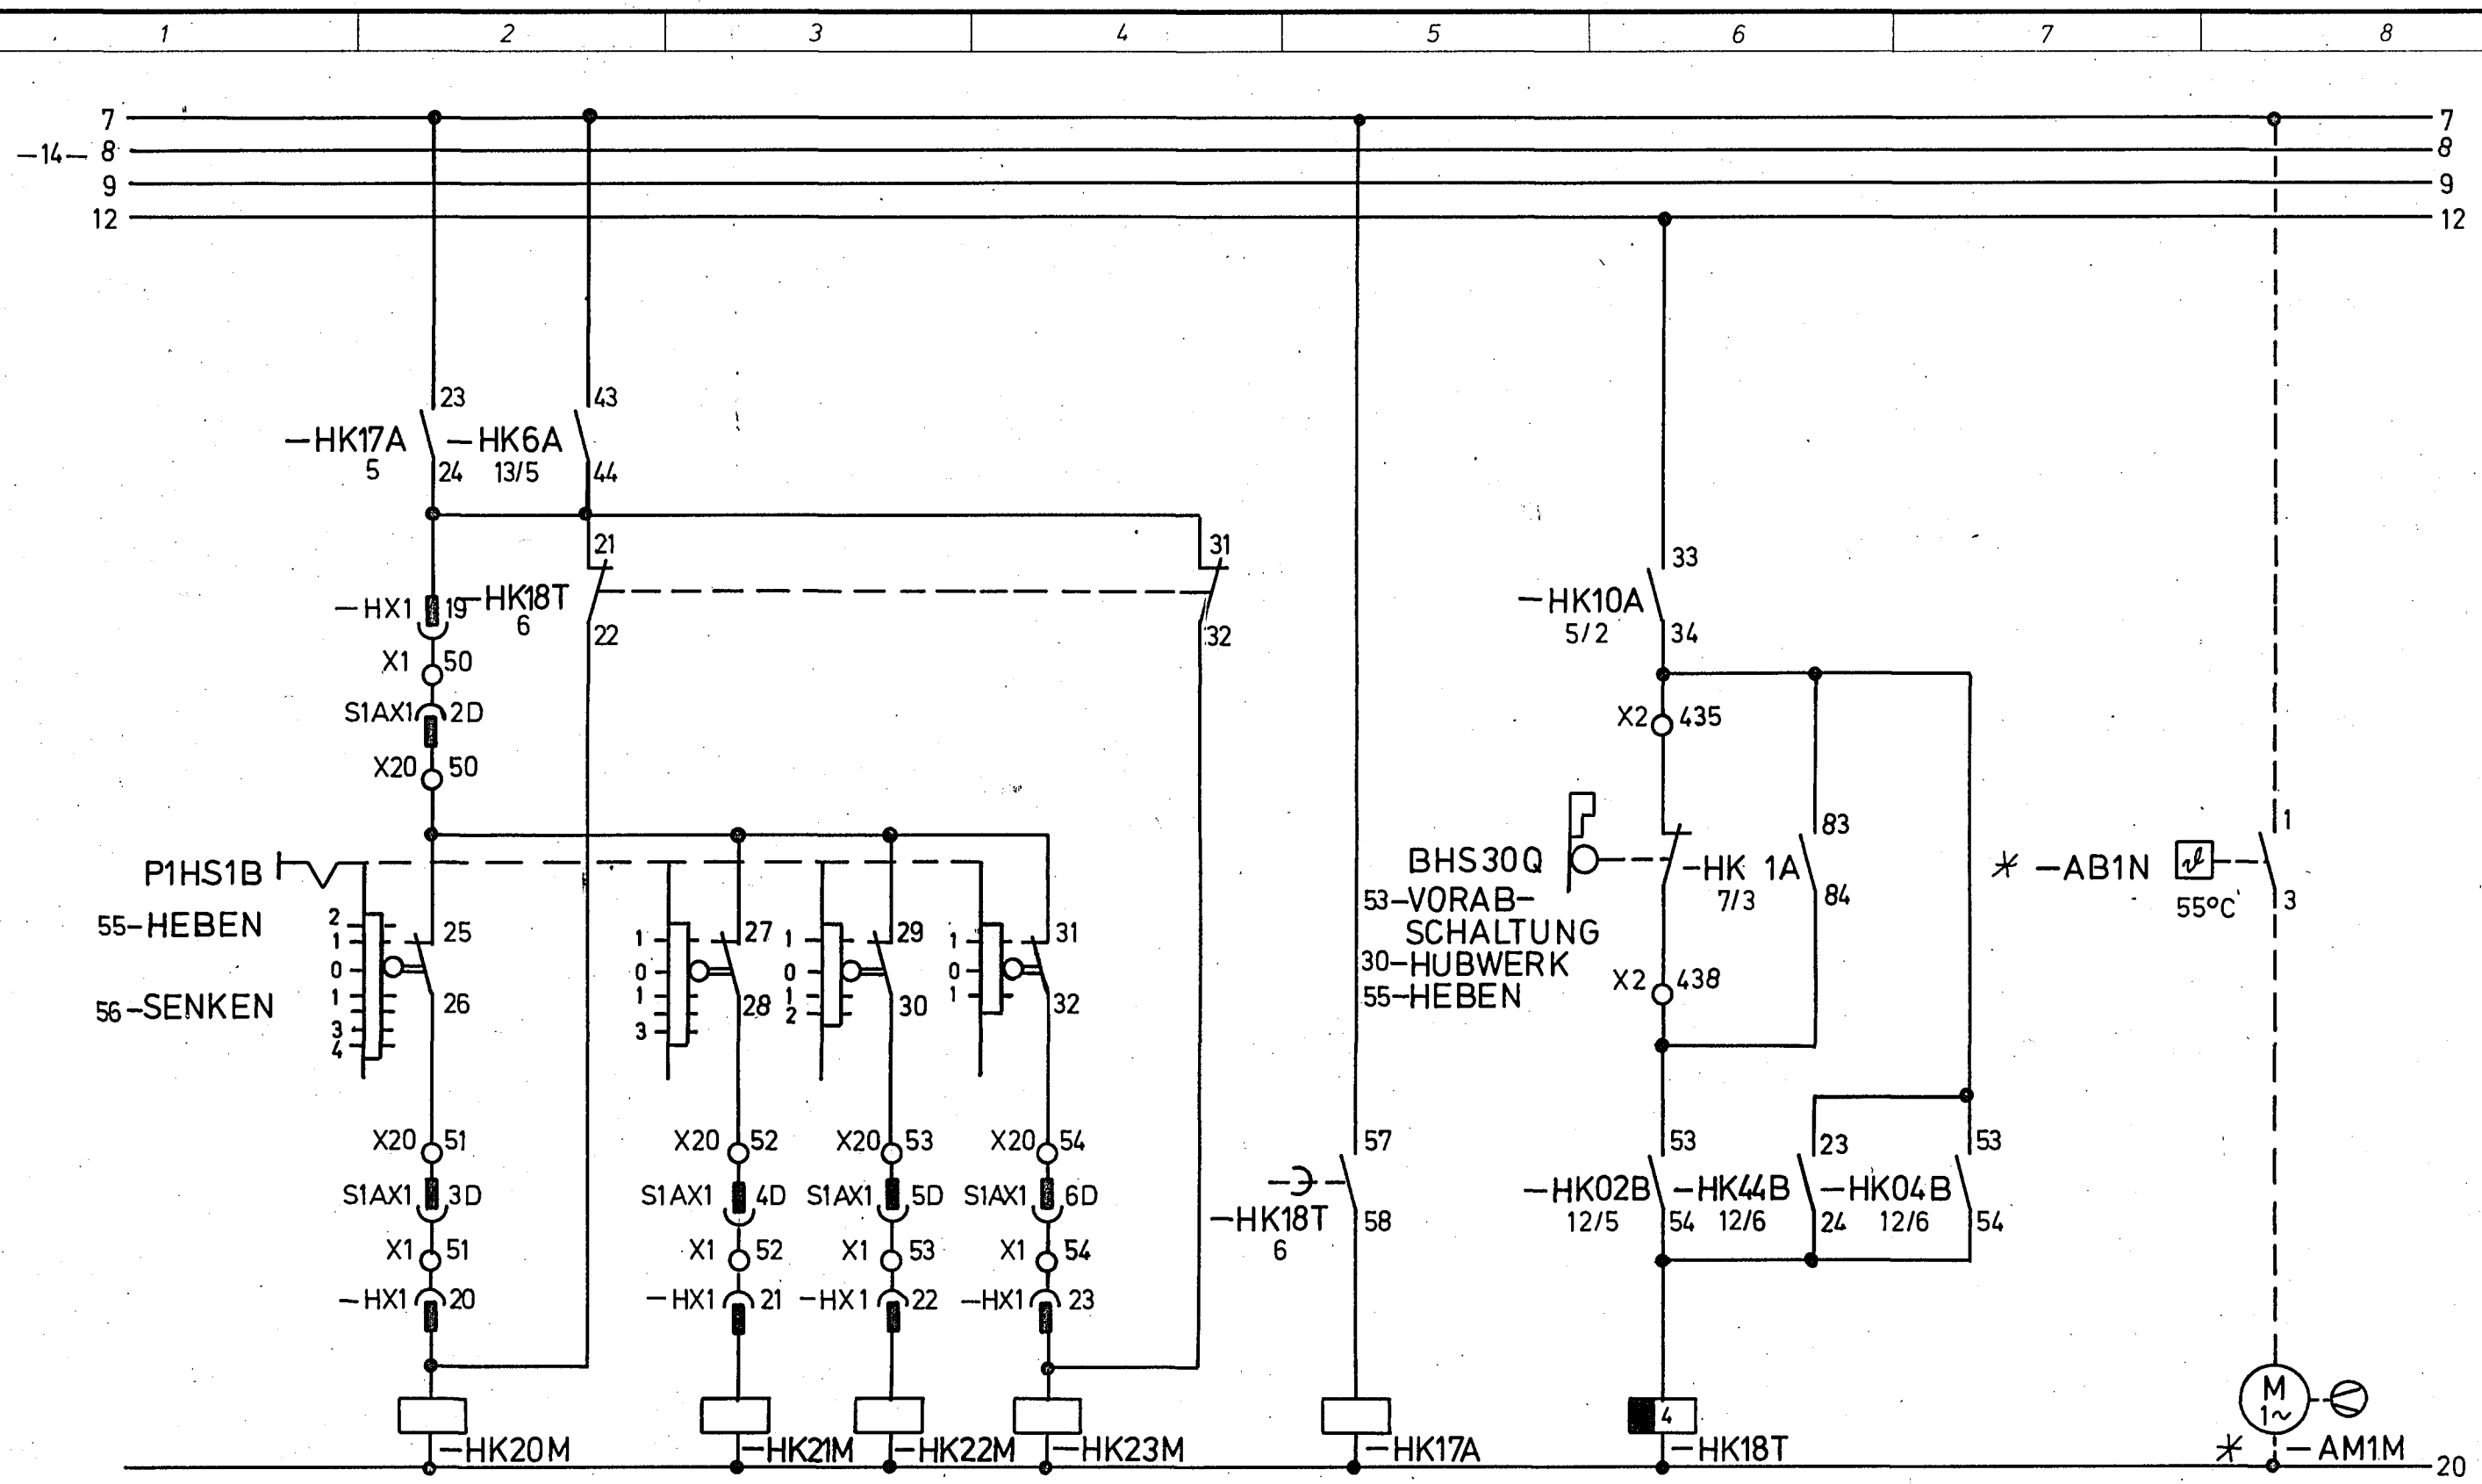 1 2 3 4 5 6 7 8
7 7
—14— 8 8
9 9
12 12
23 43
—HK17A —HK6A
5 24 13/5 44
21 31 33
—HX1 19 —HK18T —HK10A
6 22 32 5/2 34
X1 50
S1AX1 2D X2 435
X20 50
83 1
P1HS1B BHS30Q —HK 1A * —AB1N ϑ
7/3 84 55°C 3
55—HEBEN 53—VORAB-
SCHALTUNG
30—HUBWERK
56—SENKEN 55—HEBEN
2 1 0 1 3 4 25 26
1 0 1 3 27 28
1 0 1 2 29 30
1 0 1 31 32
X2 438
X20 51 X20 52 X20 53 X20 54 57 53 23 53
S1AX1 3D S1AX1 4D S1AX1 5D S1AX1 6D —HK02B —HK44B —HK04B
—HK18T 58 12/5 54 12/6 24 12/6 54
6
X1 51 X1 52 X1 53 X1 54
—HX1 20 —HX1 21 —HX1 22 —HX1 23
4 M
1~
—HK20M —HK21M —HK22M —HK23M —HK17A —HK18T * —AM1M
20